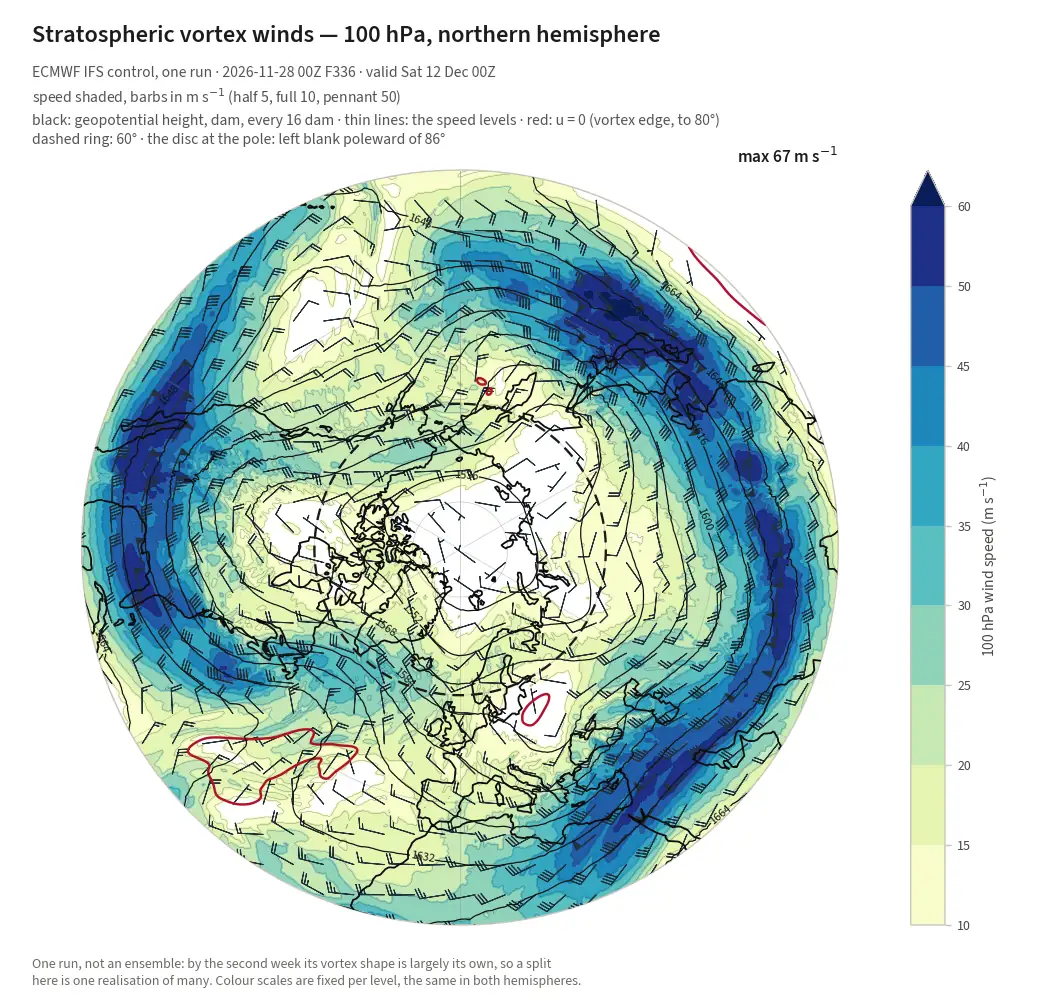 Stratospheric vortex winds — 100 hPa, northern hemisphere
ECMWF IFS control, one run · 2026-11-28 00Z F336 · valid Sat 12 Dec 00Z
speed shaded, barbs in m s⁻¹ (half 5, full 10, pennant 50)
black: geopotential height, dam, every 16 dam · thin lines: the speed levels · red: u = 0 (vortex edge, to 80°)
dashed ring: 60° · the disc at the pole: left blank poleward of 86°
max 67 m s⁻¹
60
50
45
40
35
30
25
20
15
10
100 hPa wind speed (m s⁻¹)
1664
1648
1600
1568
1664
1632
One run, not an ensemble: by the second week its vortex shape is largely its own, so a split
here is one realisation of many. Colour scales are fixed per level, the same in both hemispheres.